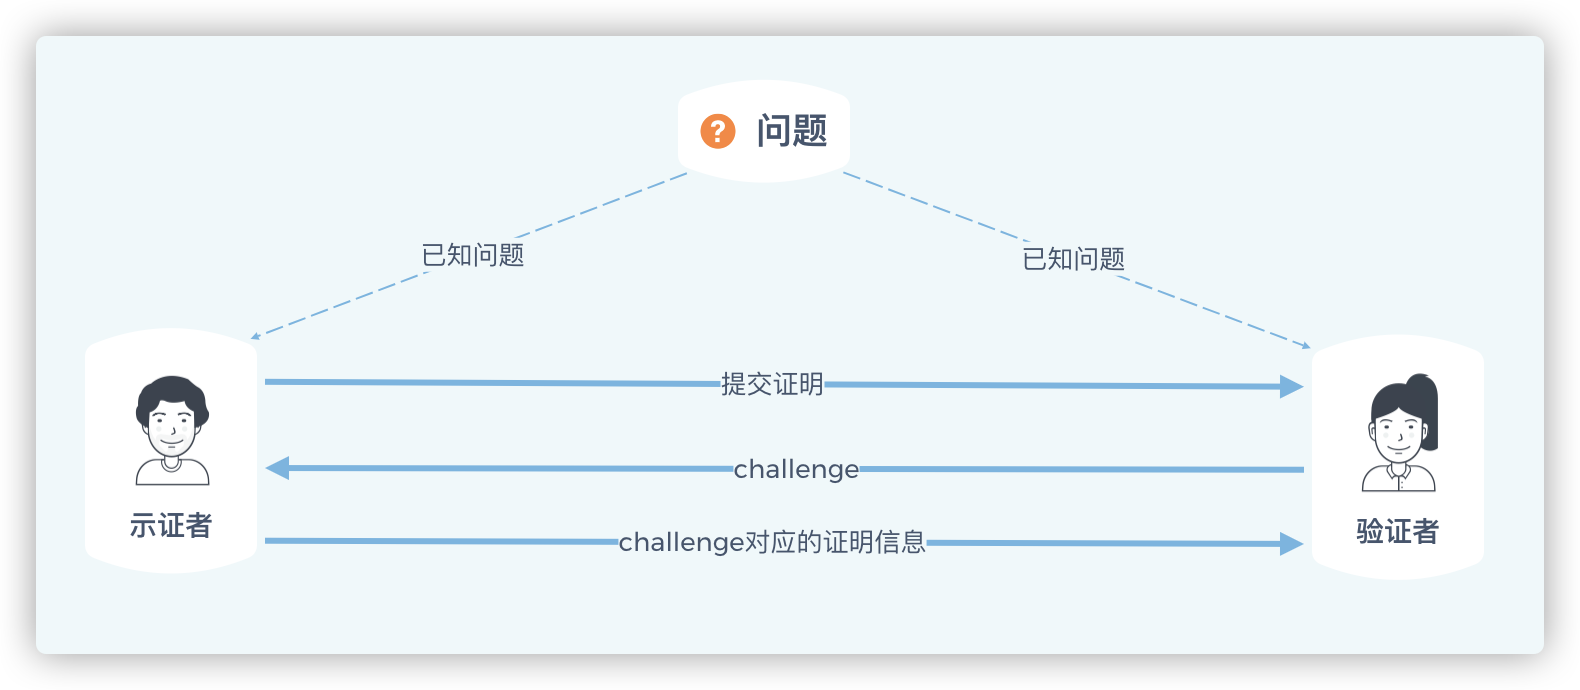 ? 问题
已知问题
已知问题
提交证明
challenge
challenge对应的证明信息
示证者
验证者